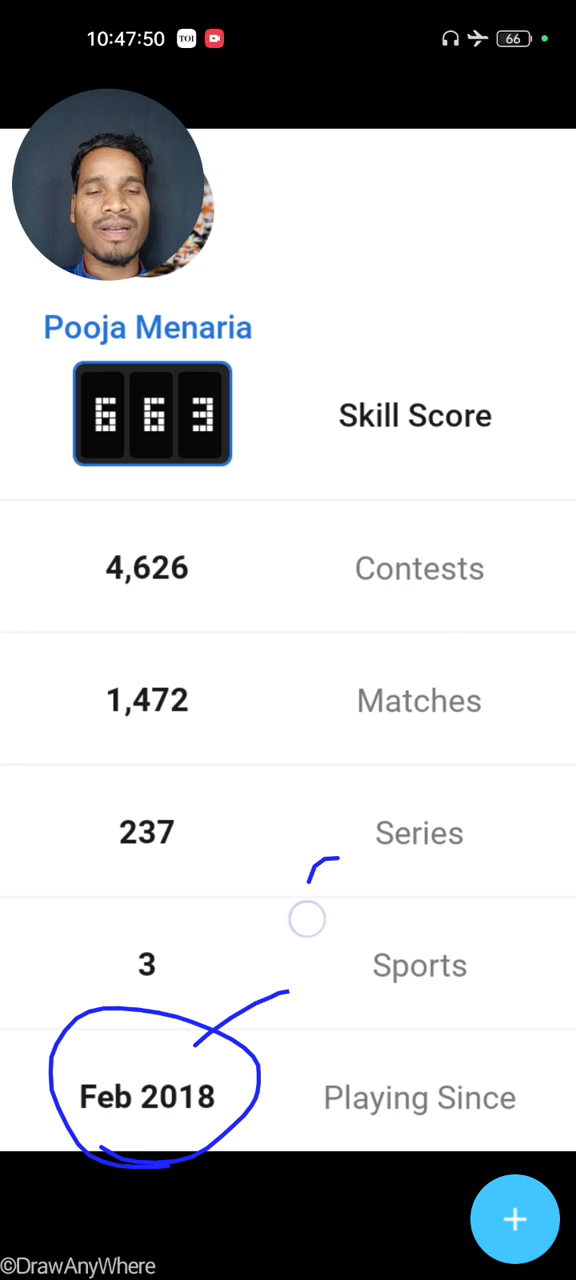 10:47:50 TOI 66
Pooja Menaria
663 Skill Score
4,626 Contests
1,472 Matches
237 Series
3 Sports
Feb 2018 Playing Since
+
©DrawAnyWhere